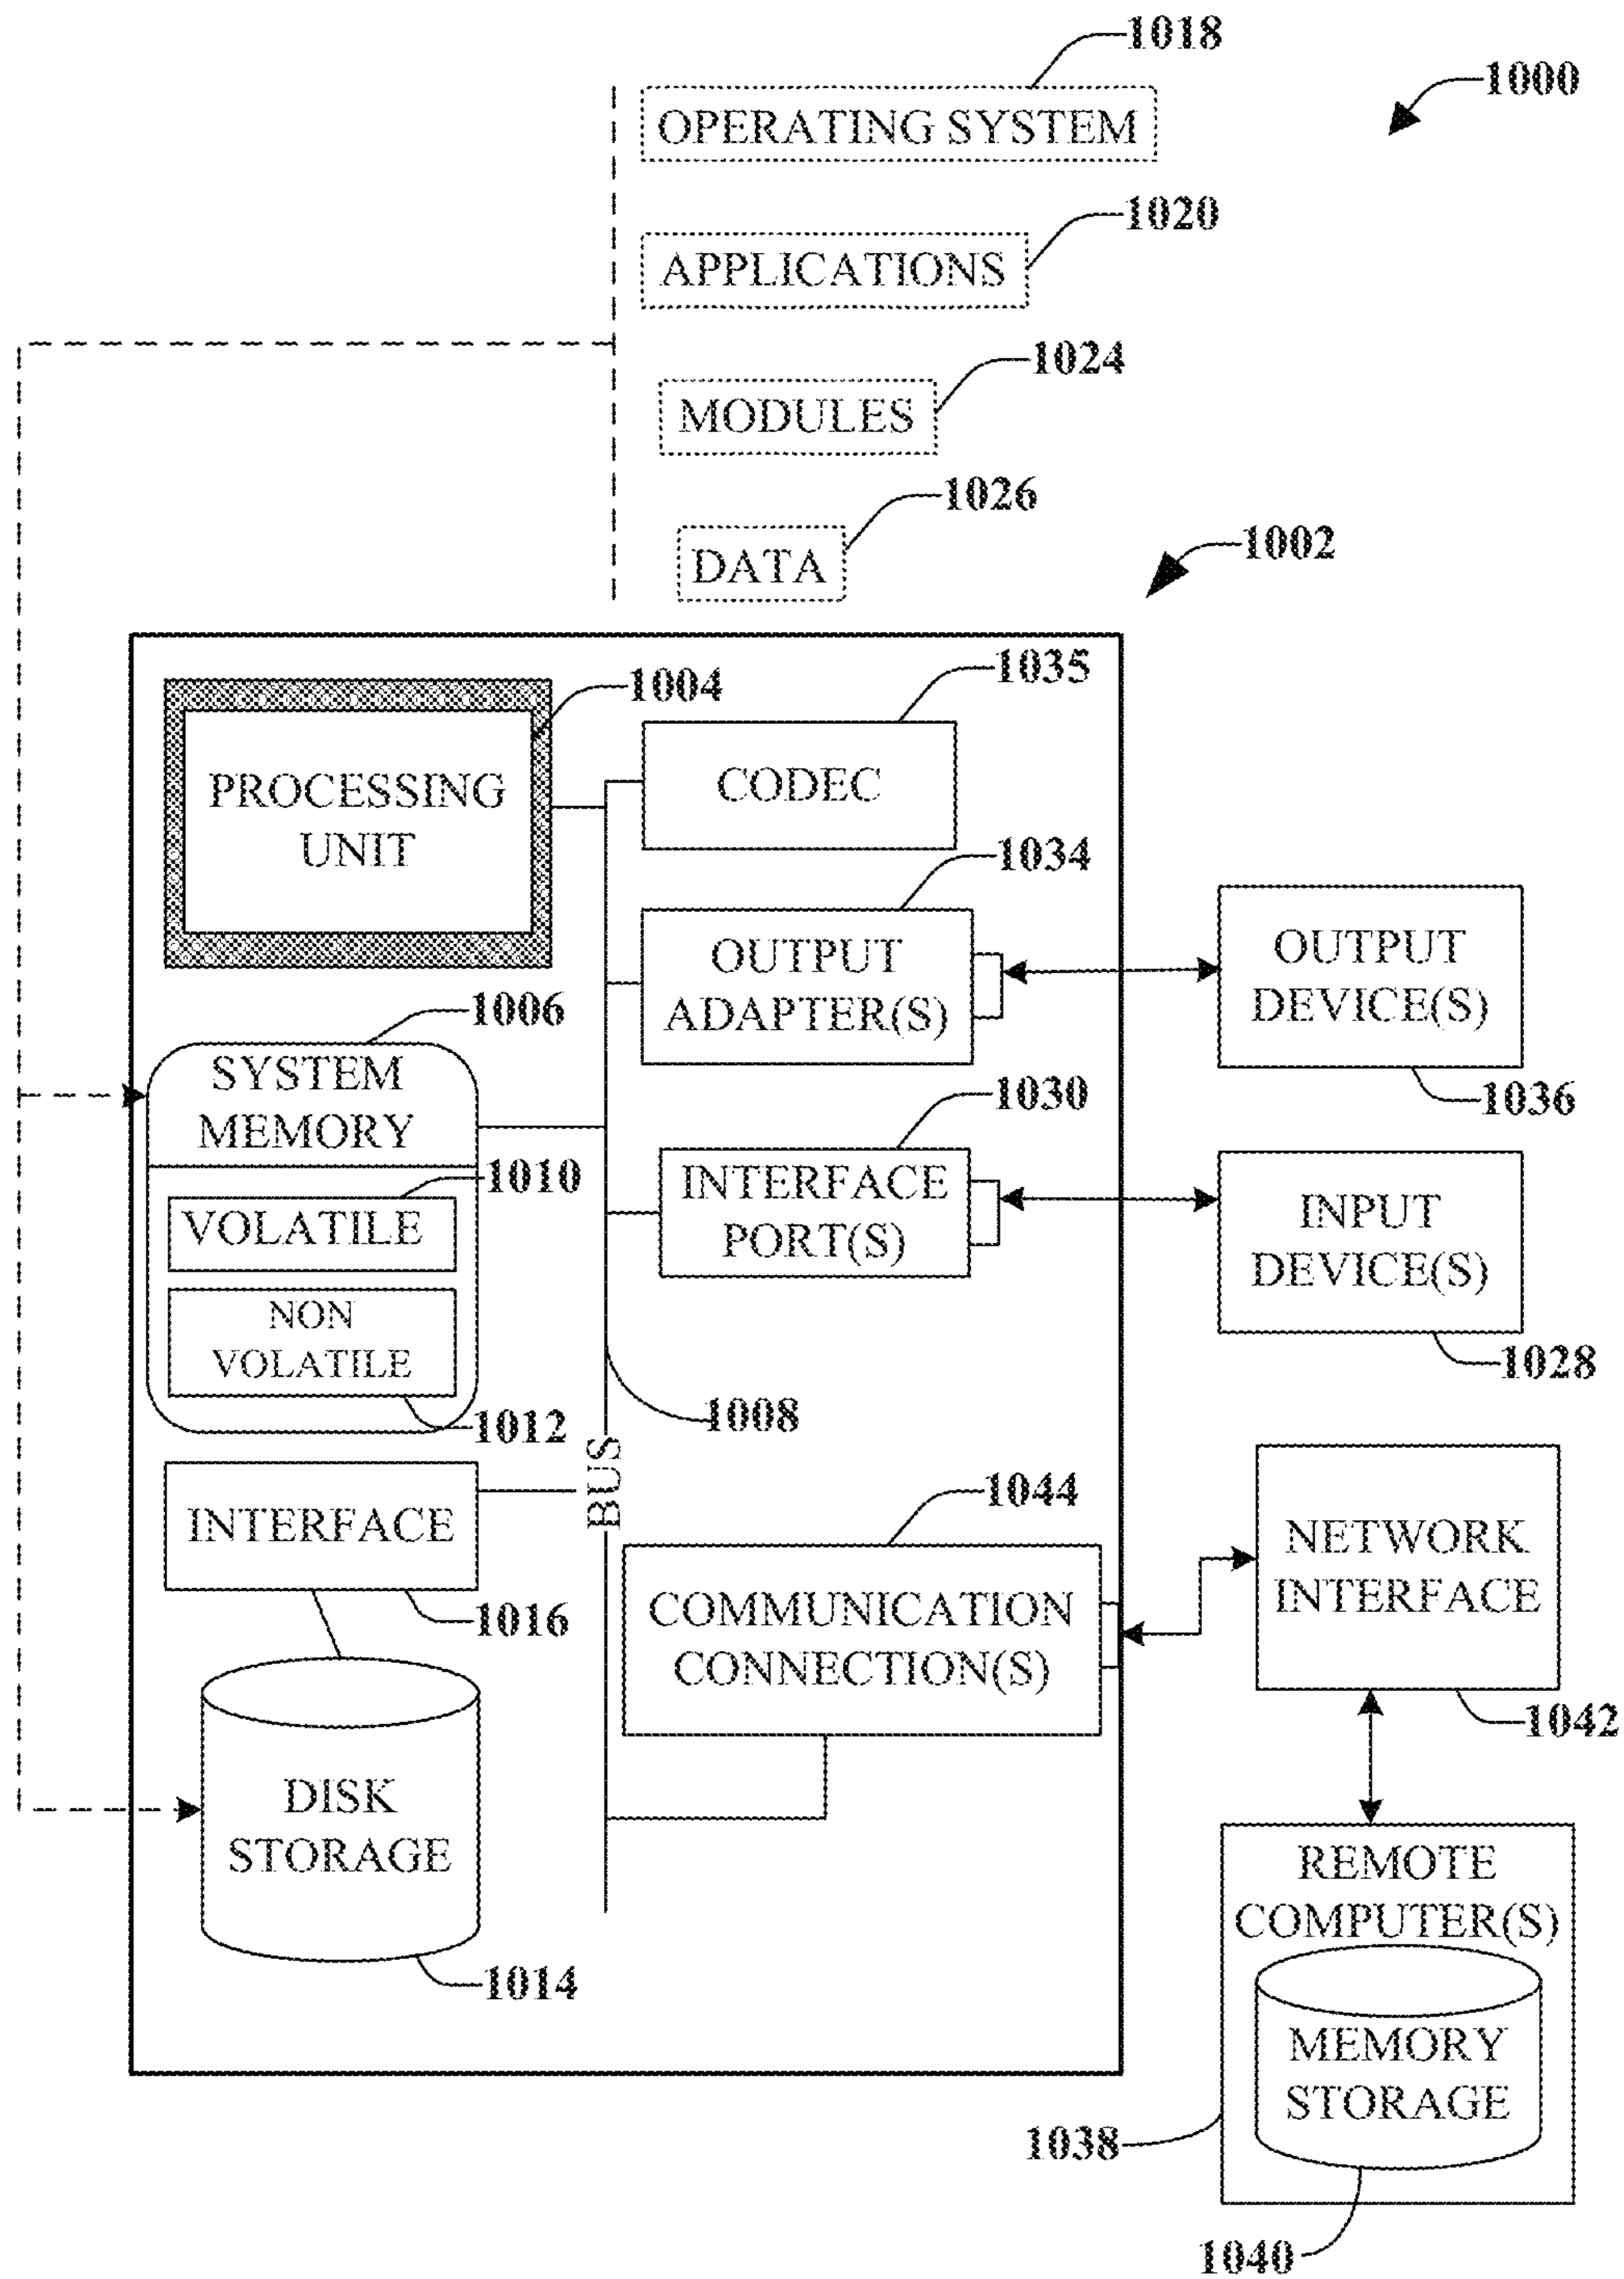 1018
1000
OPERATING SYSTEM
1020
APPLICATIONS
1024
MODULES
1026
DATA
1002
1004
PROCESSING
UNIT
1035
CODEC
1034
OUTPUT
ADAPTER(S)
OUTPUT
DEVICE(S)
1036
1006
SYSTEM
MEMORY
1010
VOLATILE
NON
VOLATILE
1012
1030
INTERFACE
PORT(S)
INPUT
DEVICE(S)
1028
1008
BUS
INTERFACE
1016
1044
COMMUNICATION
CONNECTION(S)
NETWORK
INTERFACE
1042
DISK
STORAGE
1014
REMOTE
COMPUTER(S)
MEMORY
STORAGE
1038
1040